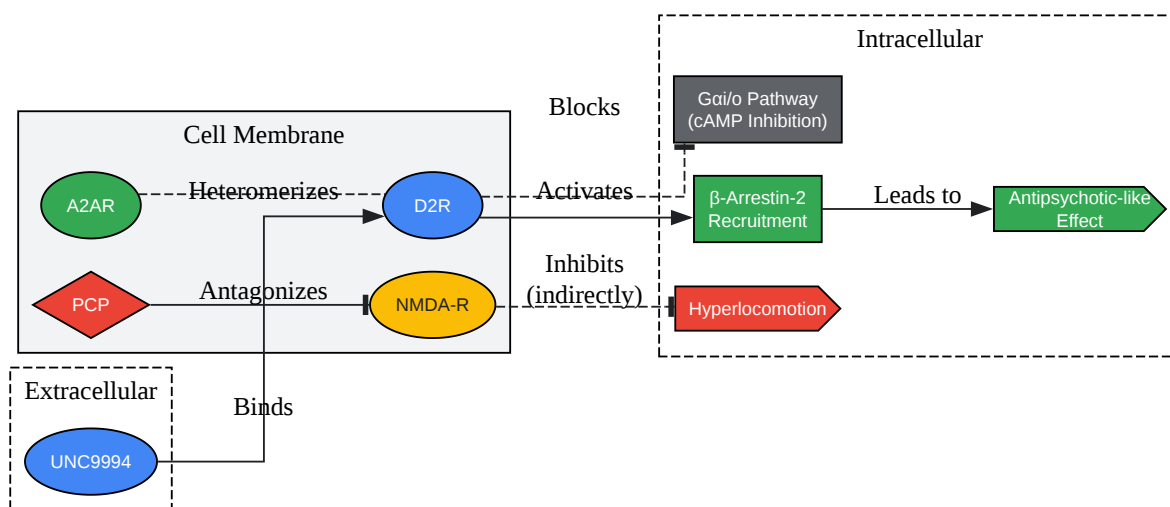 Intracellular
Gαi/o Pathway
(cAMP Inhibition)
Blocks
Cell Membrane
A2AR
Heteromerizes
D2R
Activates
β-Arrestin-2
Recruitment
Leads to
Antipsychotic-like
Effect
PCP
Antagonizes
NMDA-R
Inhibits
(indirectly)
Hyperlocomotion
Extracellular
Binds
UNC9994